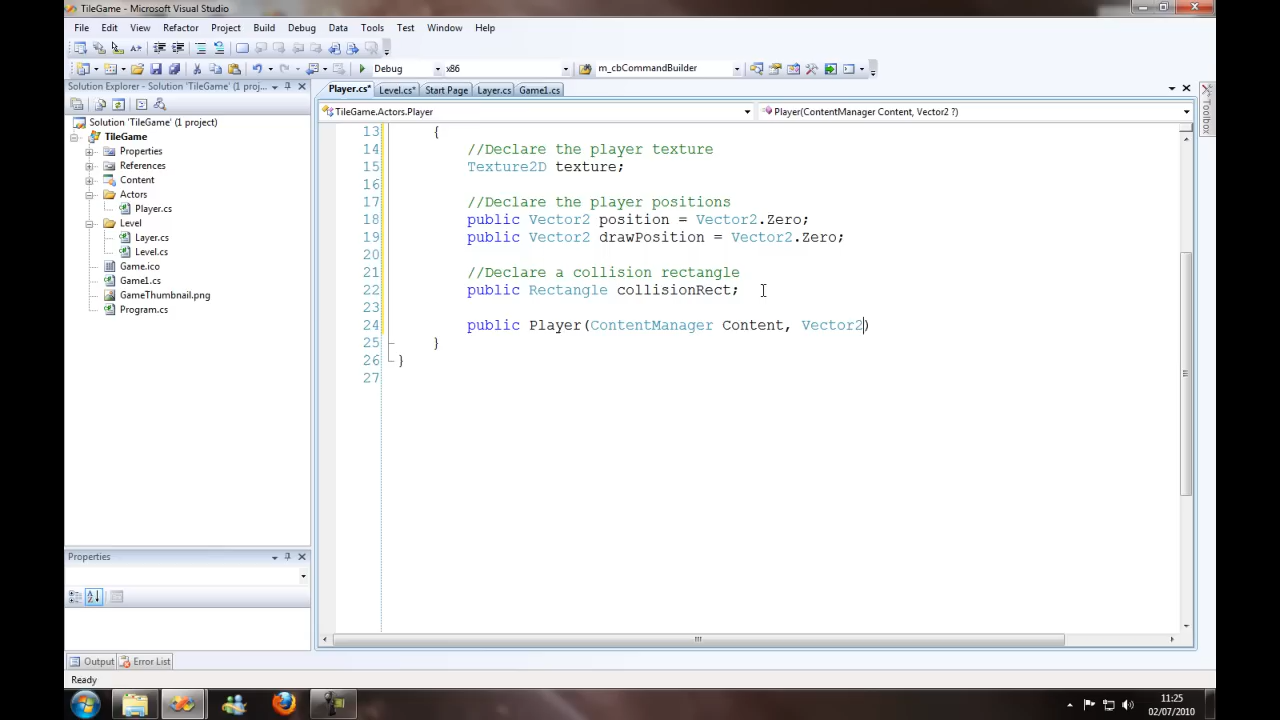 TileGame - Microsoft Visual Studio
File Edit View Refactor Project Build Debug Data Tools Test Window Help
Debug x86 m_cbCommandBuilder
Solution Explorer - Solution 'TileGame' (1 proj...
Player.cs* Level.cs* Start Page Layer.cs Game1.cs
TileGame.Actors.Player Player(ContentManager Content, Vector2 ?)
Toolbox
Solution 'TileGame' (1 project)
TileGame
Properties
References
Content
Actors
Player.cs
Level
Layer.cs
Level.cs
Game.ico
Game1.cs
GameThumbnail.png
Program.cs
13 {
14 //Declare the player texture
15 Texture2D texture;
16
17 //Declare the player positions
18 public Vector2 position = Vector2.Zero;
19 public Vector2 drawPosition = Vector2.Zero;
20
21 //Declare a collision rectangle
22 public Rectangle collisionRect;
23
24 public Player(ContentManager Content, Vector2)
25 }
26 }
27
Properties
Output Error List
Ready
11:25
02/07/2010